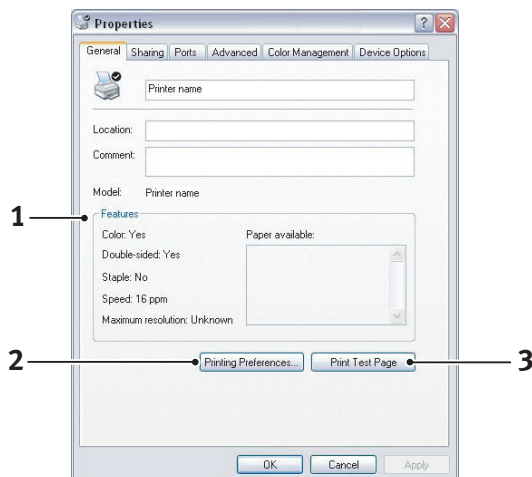 Properties
General Sharing Ports Advanced Color Management Device Options
Printer name
Location:
Comment:
Model: Printer name
1
Features
Color: Yes Paper available:
Double-sided: Yes
Staple: No
Speed: 16 ppm
Maximum resolution: Unknown
2 Printing Preferences... Print Test Page 3
OK Cancel Apply